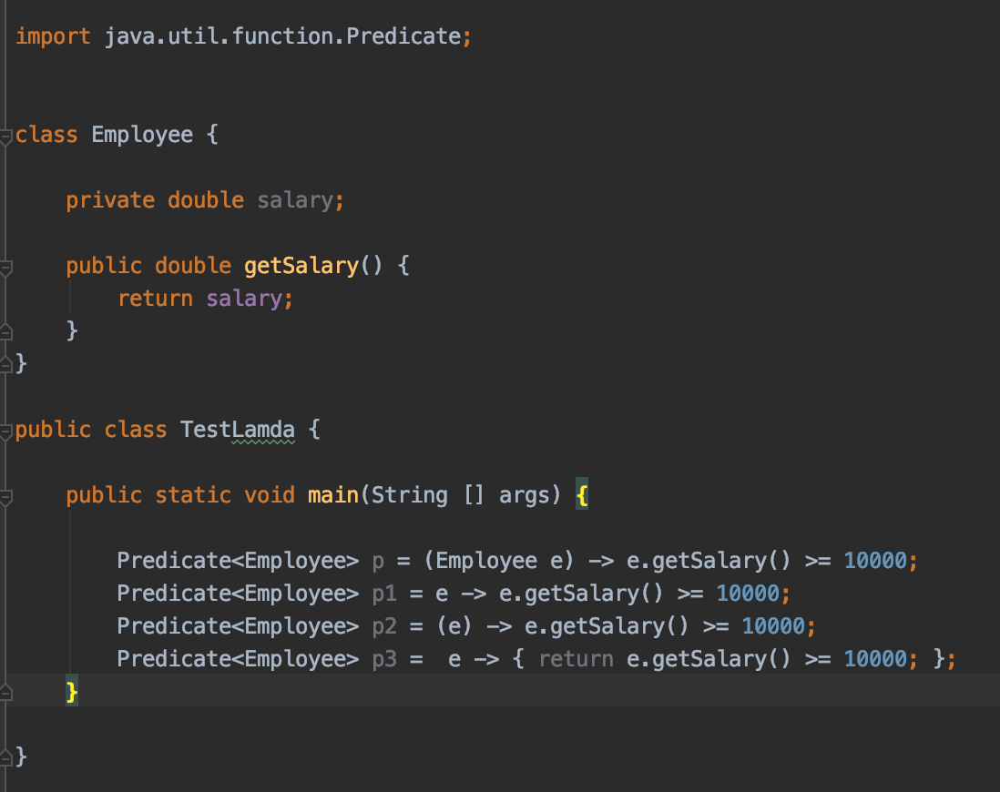 import java.util.function.Predicate;
class Employee {
private double salary;
public double getSalary() {
return salary;
}
}
public class TestLamda {
public static void main(String [] args) {
Predicate<Employee> p = (Employee e) -> e.getSalary() >= 10000;
Predicate<Employee> p1 = e -> e.getSalary() >= 10000;
Predicate<Employee> p2 = (e) -> e.getSalary() >= 10000;
Predicate<Employee> p3 =  e -> { return e.getSalary() >= 10000; };
}
}